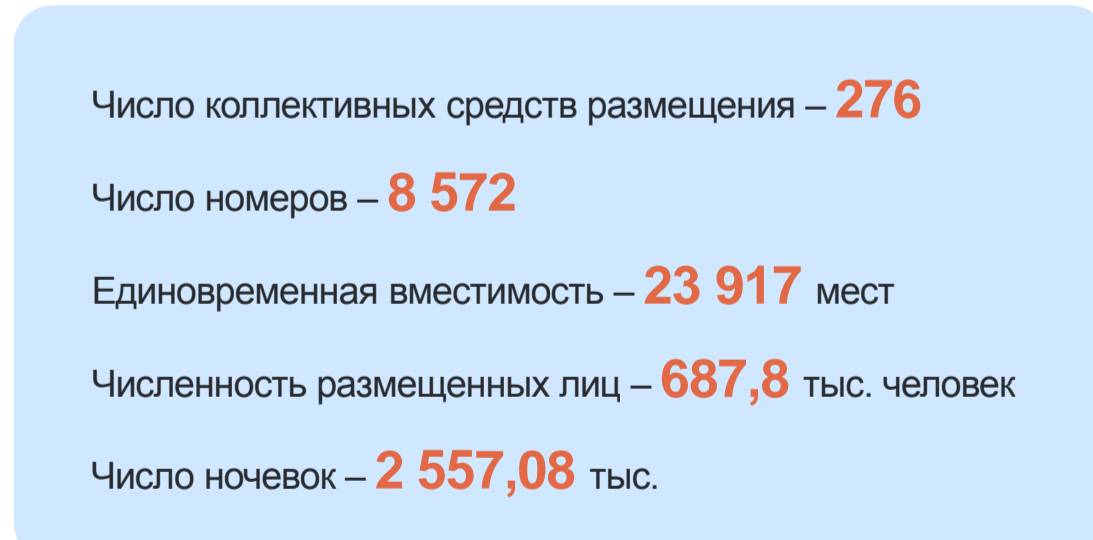 Число коллективных средств размещения – 276
Число номеров – 8 572
Единовременная вместимость – 23 917 мест
Численность размещенных лиц – 687,8 тыс. человек
Число ночевок – 2 557,08 тыс.